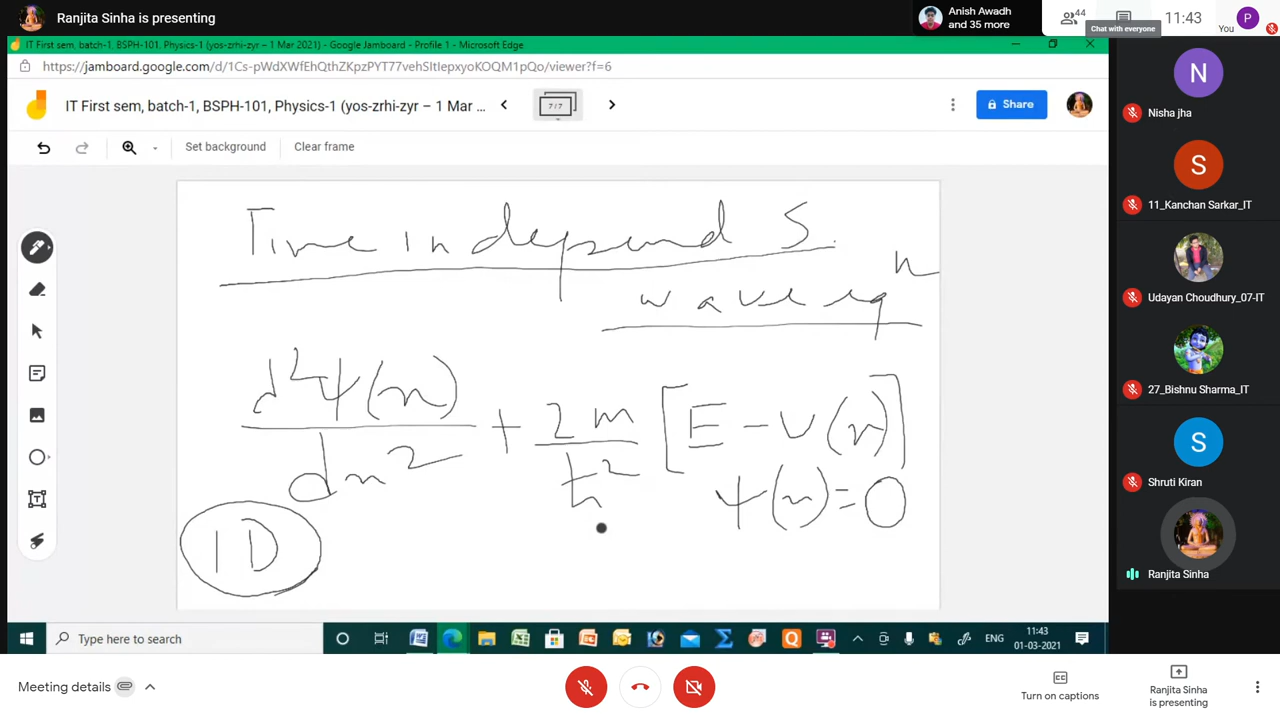 Ranjita Sinha is presenting
Anish Awadh
and 35 more
44
Chat with everyone
11:43
You
P
IT First sem, batch-1, BSPH-101, Physics-1 (yos-zrhi-zyr – 1 Mar 2021) - Google Jamboard - Profile 1 - Microsoft Edge
https://jamboard.google.com/d/1Cs-pWdXWfEhQthZKpzPYT77vehSItIepxyoKOQM1pQo/viewer?f=6
IT First sem, batch-1, BSPH-101, Physics-1 (yos-zrhi-zyr – 1 Mar ...
7 / 7
Share
Set background
Clear frame
Time independ S.
wave eqn
d²ψ(x)/dx² + 2m/ħ² [E - V(x)]
ψ(x) = 0
1D
N
Nisha jha
S
11_Kanchan Sarkar_IT
Udayan Choudhury_07-IT
27_Bishnu Sharma_IT
S
Shruti Kiran
Ranjita Sinha
Type here to search
ENG
11:43
01-03-2021
Meeting details
Turn on captions
Ranjita Sinha
is presenting